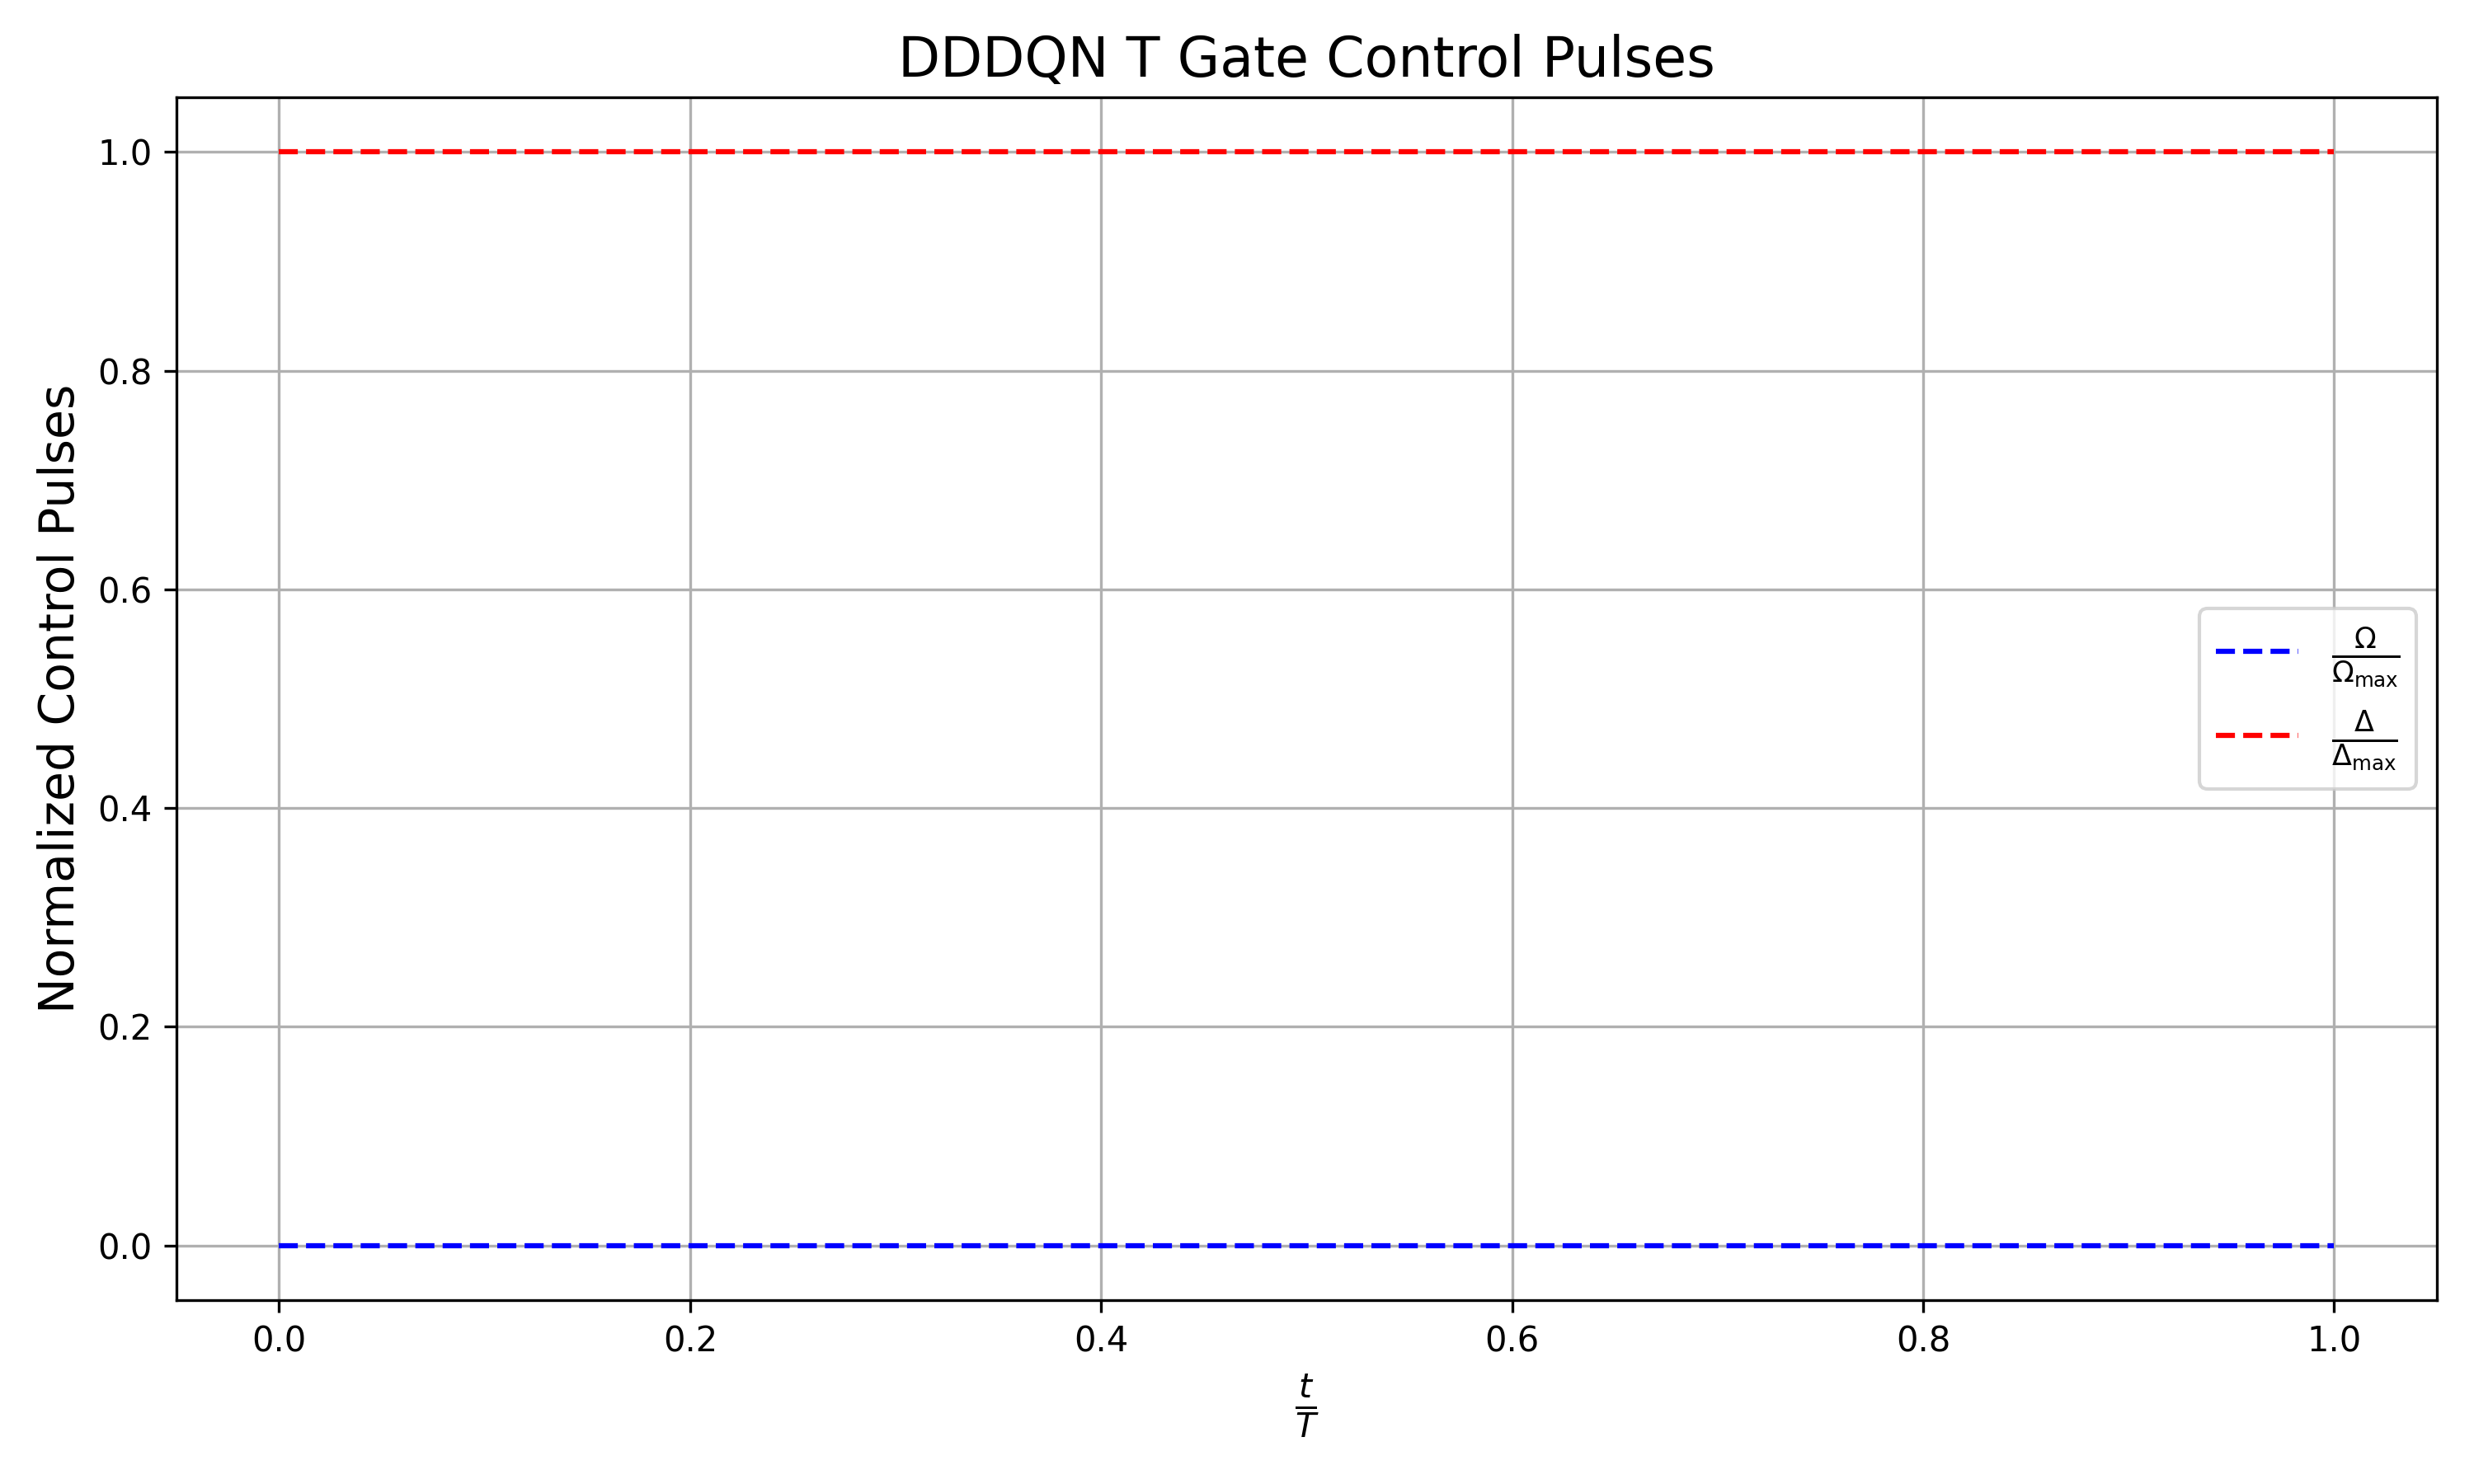 DDDQN T Gate Control Pulses
Normalized Control Pulses
1.0
0.8
0.6
0.4
0.2
0.0
Ω
Ωmax
Δ
Δmax
0.0 0.2 0.4 0.6 0.8 1.0
t
T